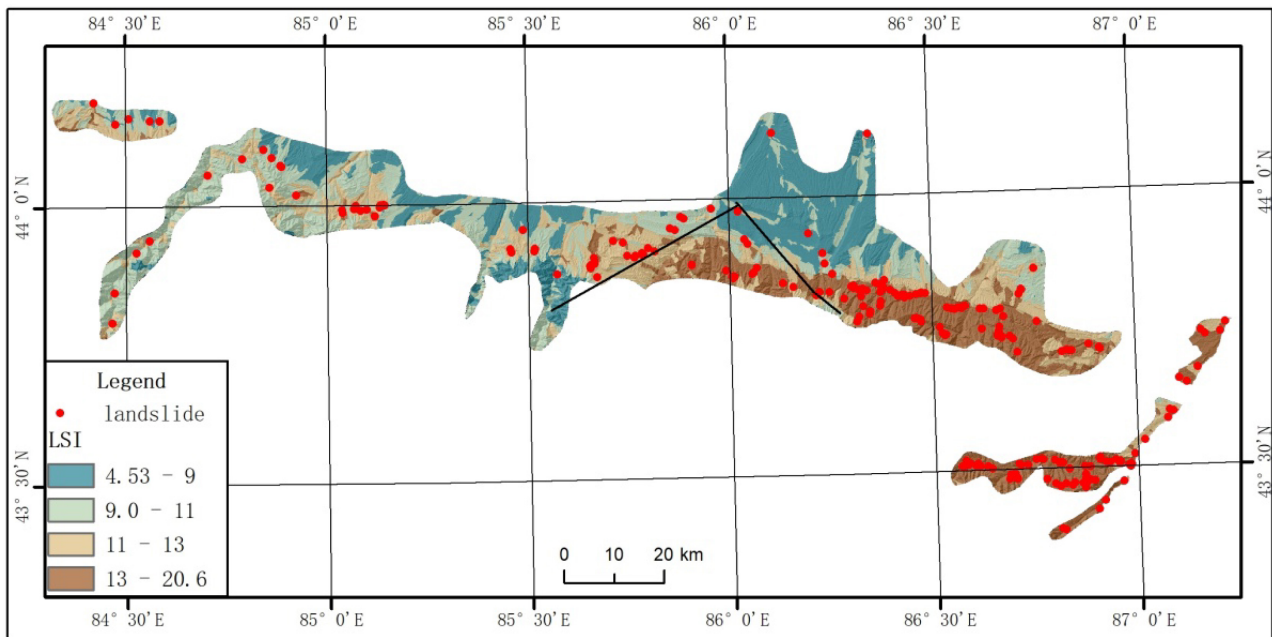 84° 30'E 85° 0'E 85° 30'E 86° 0'E 86° 30'E 87° 0'E
44° 0'N
44° 0'N
43° 30'N
43° 30'N
Legend
landslide
LSI
4.53 - 9
9.0 - 11
11 - 13
13 - 20.6
0 10 20 km
84° 30'E 85° 0'E 85° 30'E 86° 0'E 86° 30'E 87° 0'E